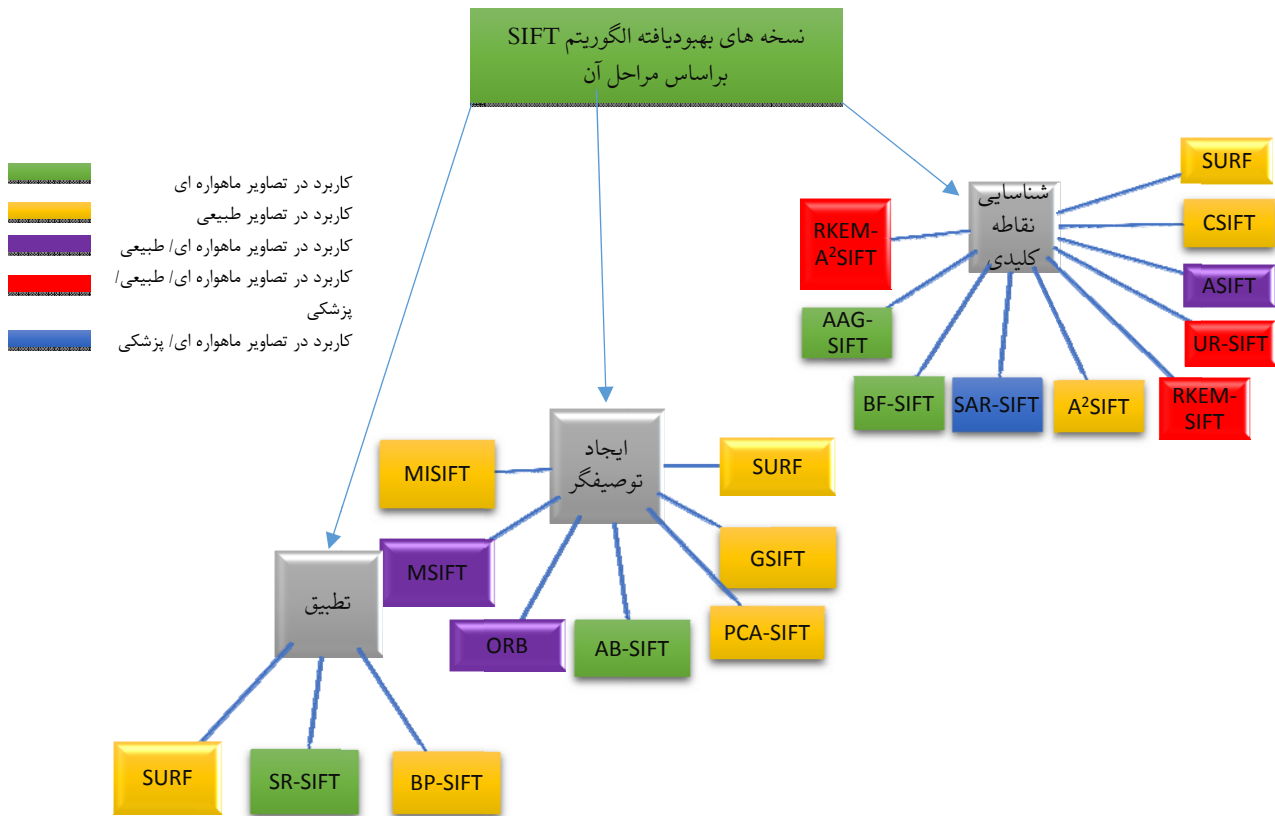 نسخه های بهبودیافته الگوریتم SIFT
براساس مراحل آن
کاربرد در تصاویر ماهواره ای
کاربرد در تصاویر طبیعی
کاربرد در تصاویر ماهواره ای/ طبیعی
کاربرد در تصاویر ماهواره ای/ طبیعی/
پزشکی
کاربرد در تصاویر ماهواره ای/ پزشکی
شناسایی
نقاطه
کلیدی
SURF
CSIFT
ASIFT
UR-SIFT
RKEM-
SIFT
A²SIFT
SAR-SIFT
BF-SIFT
AAG-
SIFT
RKEM-
A²SIFT
ایجاد
توصیفگر
SURF
GSIFT
PCA-SIFT
AB-SIFT
ORB
MSIFT
MISIFT
تطبیق
BP-SIFT
SR-SIFT
SURF